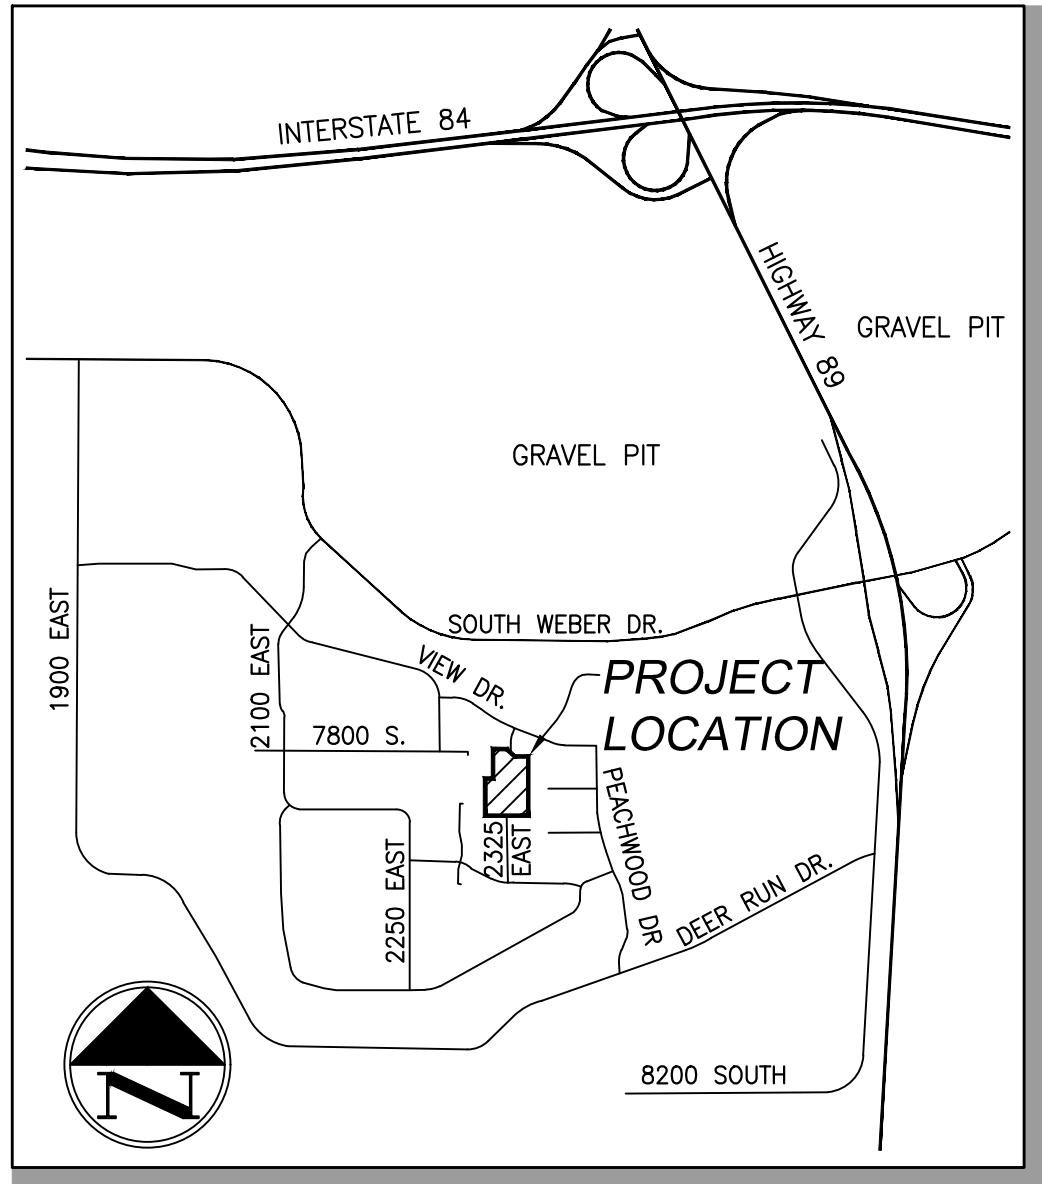 INTERSTATE 84
HIGHWAY 89
GRAVEL PIT
GRAVEL PIT
SOUTH WEBER DR.
1900 EAST
2100 EAST
VIEW DR.
PROJECT
LOCATION
7800 S.
PEACHWOOD DR
2325
EAST
2250 EAST
DEER RUN DR.
8200 SOUTH
N